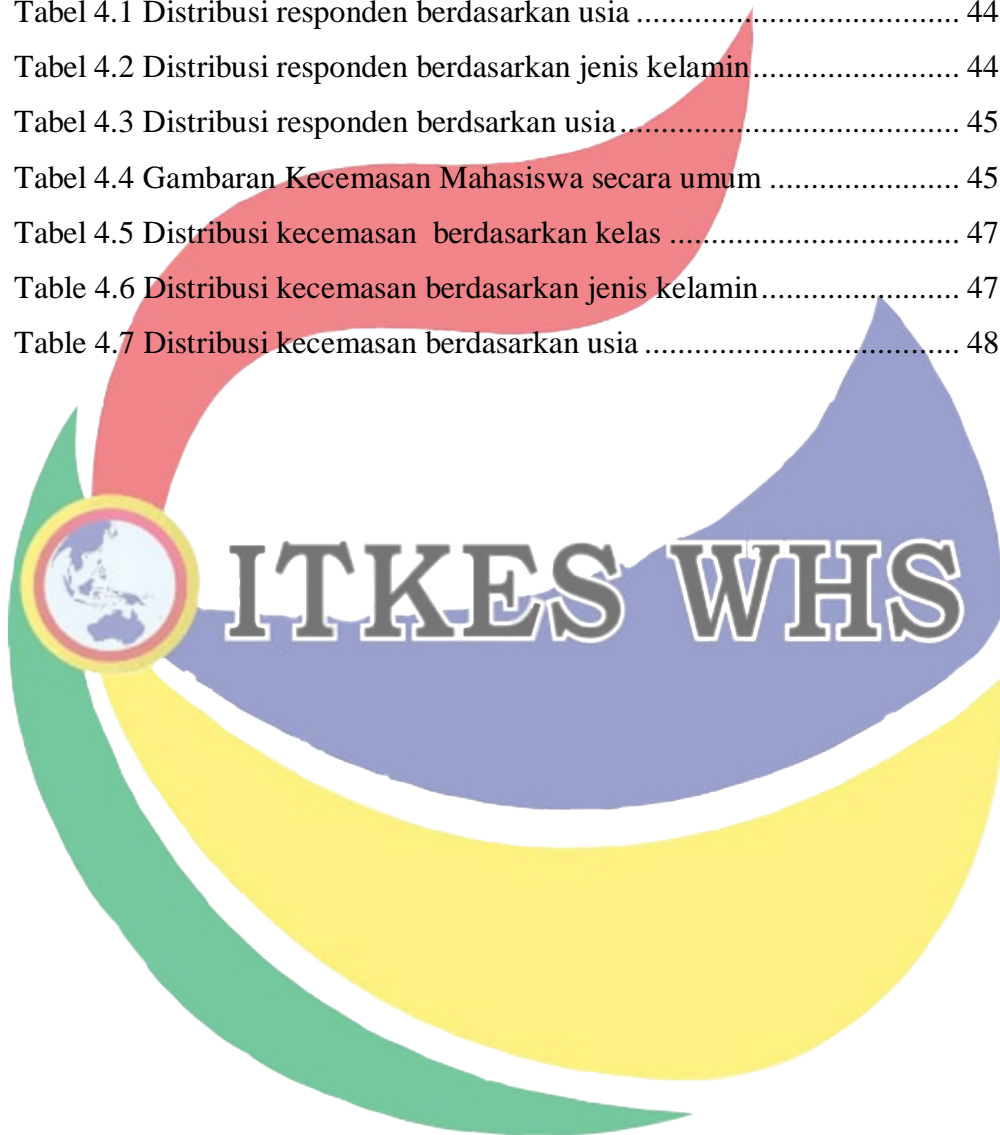 Tabel 4.1 Distribusi responden berdasarkan usia .................................. 44
Tabel 4.2 Distribusi responden berdasarkan jenis kelamin...................... 44
Tabel 4.3 Distribusi responden berdsarkan usia.................................... 45
Tabel 4.4 Gambaran Kecemasan Mahasiswa secara umum .................... 45
Tabel 4.5 Distribusi kecemasan  berdasarkan kelas ............................... 47
Table 4.6 Distribusi kecemasan berdasarkan jenis kelamin..................... 47
Table 4.7 Distribusi kecemasan berdasarkan usia ................................. 48
ITKES WHS